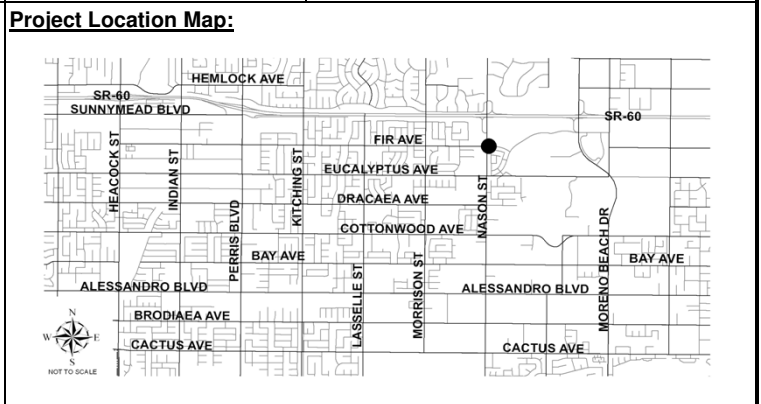 Project Location Map:
HEMLOCK AVE
SR-60
SUNNYMEAD BLVD
SR-60
FIR AVE
EUCALYPTUS AVE
DRACAEA AVE
COTTONWOOD AVE
HEACOCK ST
INDIAN ST
PERRIS BLVD
KITCHING ST
LASSELLE ST
MORRISON ST
NASON ST
MORENO BEACH DR
BAY AVE
BAY AVE
ALESSANDRO BLVD
ALESSANDRO BLVD
BRODIAEA AVE
CACTUS AVE
CACTUS AVE
N
W E
S
NOT TO SCALE